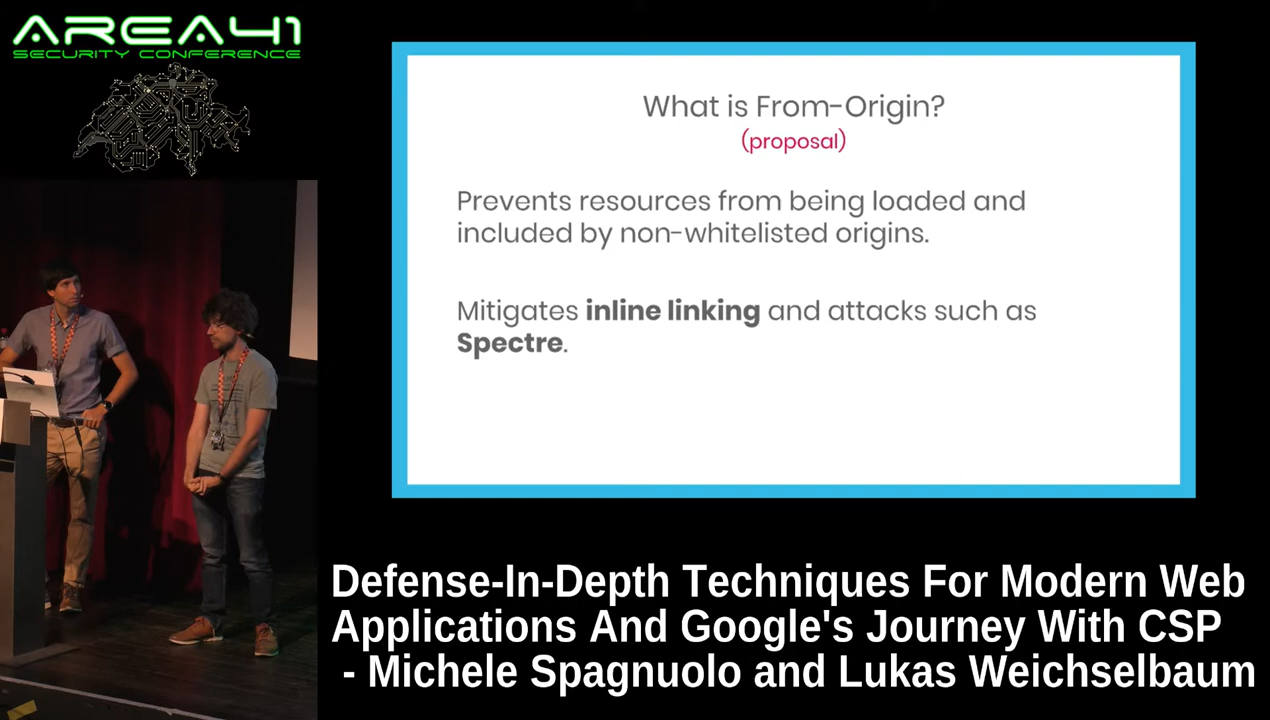 AREA41
SECURITY CONFERENCE
What is From-Origin?
(proposal)
Prevents resources from being loaded and
included by non-whitelisted origins.
Mitigates inline linking and attacks such as
Spectre.
Defense-In-Depth Techniques For Modern Web
Applications And Google's Journey With CSP
- Michele Spagnuolo and Lukas Weichselbaum